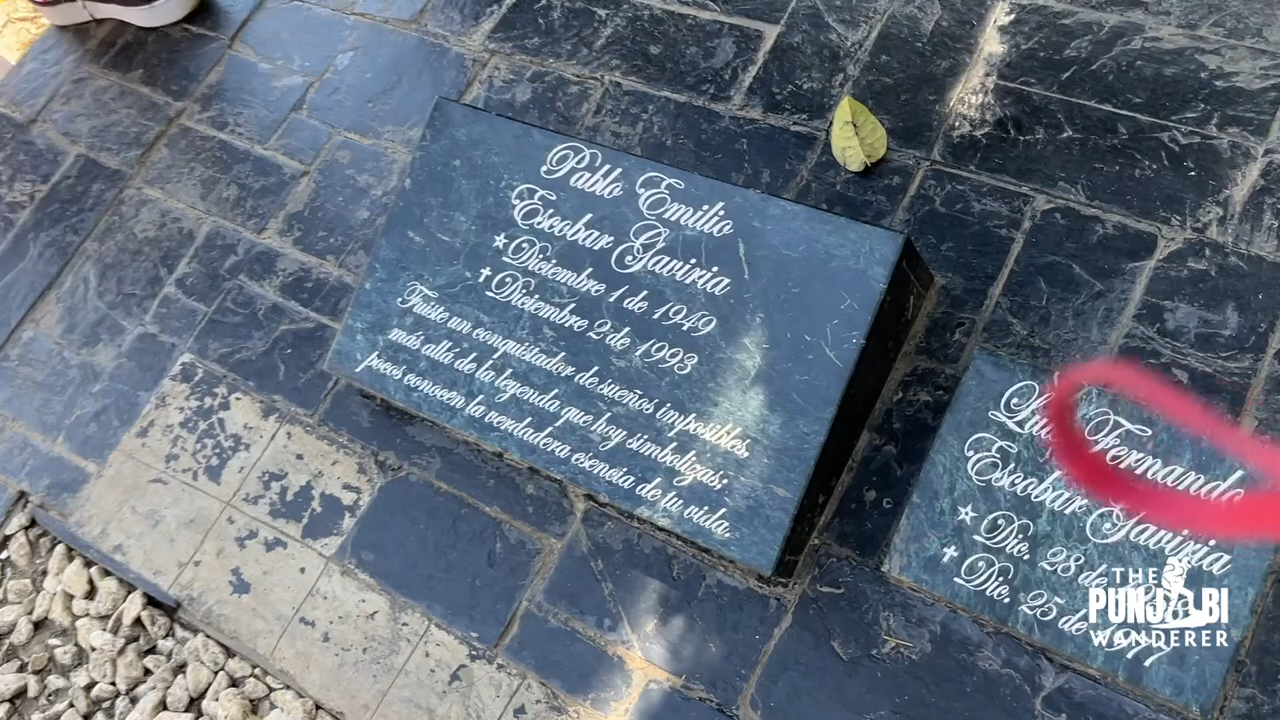 Pablo Emilio
Escobar Gaviria
★Diciembre 1 de 1949
✝Diciembre 2 de 1993
Fuiste un conquistador de sueños imposibles,
más allá de la leyenda que hoy simbolizas;
pocos conocen la verdadera esencia de tu vida.
Luis Fernando
Escobar Gaviria
★ Dic. 28 de
✝ Dic. 25 de
1977
THE
PUNJABI
WANDERER